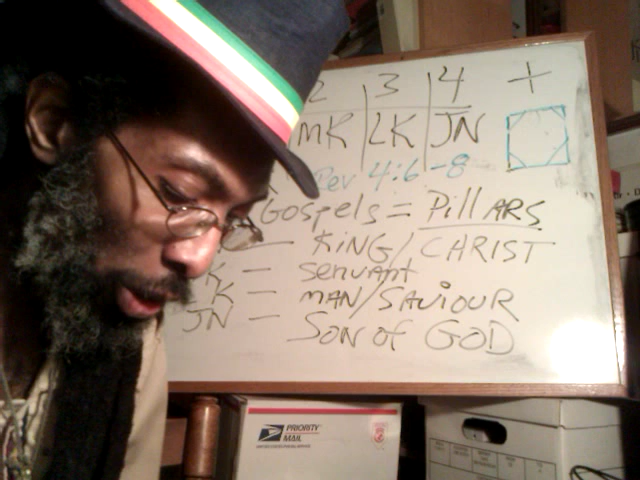 2 3 4 +
MK LK JN
Rev 4:6-8
Gospels = PillARS
— KiNG/CHRIST
K — servant
K — MAN/SAViOUR
JN — SoN of GOD
PRIORITY
MAIL